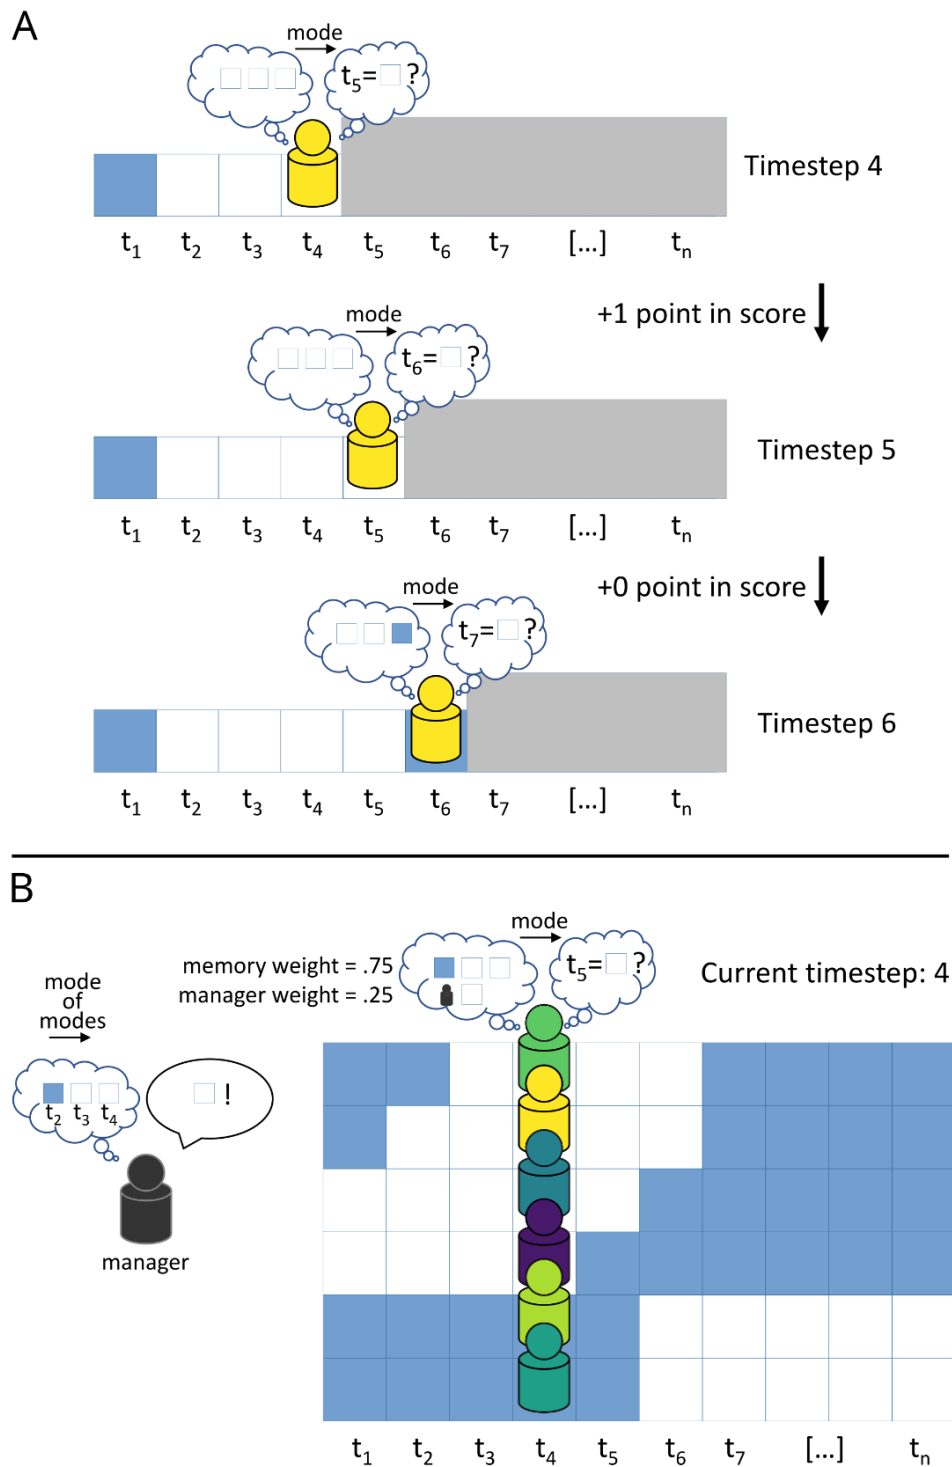 A
mode
t5= ?
Timestep 4
t1 t2 t3 t4 t5 t6 t7 [...] tn
+1 point in score
mode
t6= ?
Timestep 5
t1 t2 t3 t4 t5 t6 t7 [...] tn
+0 point in score
mode
t7= ?
Timestep 6
t1 t2 t3 t4 t5 t6 t7 [...] tn
B
mode
t5= ?
memory weight = .75
manager weight = .25
Current timestep: 4
mode
of
modes
t2 t3 t4
!
manager
t1 t2 t3 t4 t5 t6 t7 [...] tn